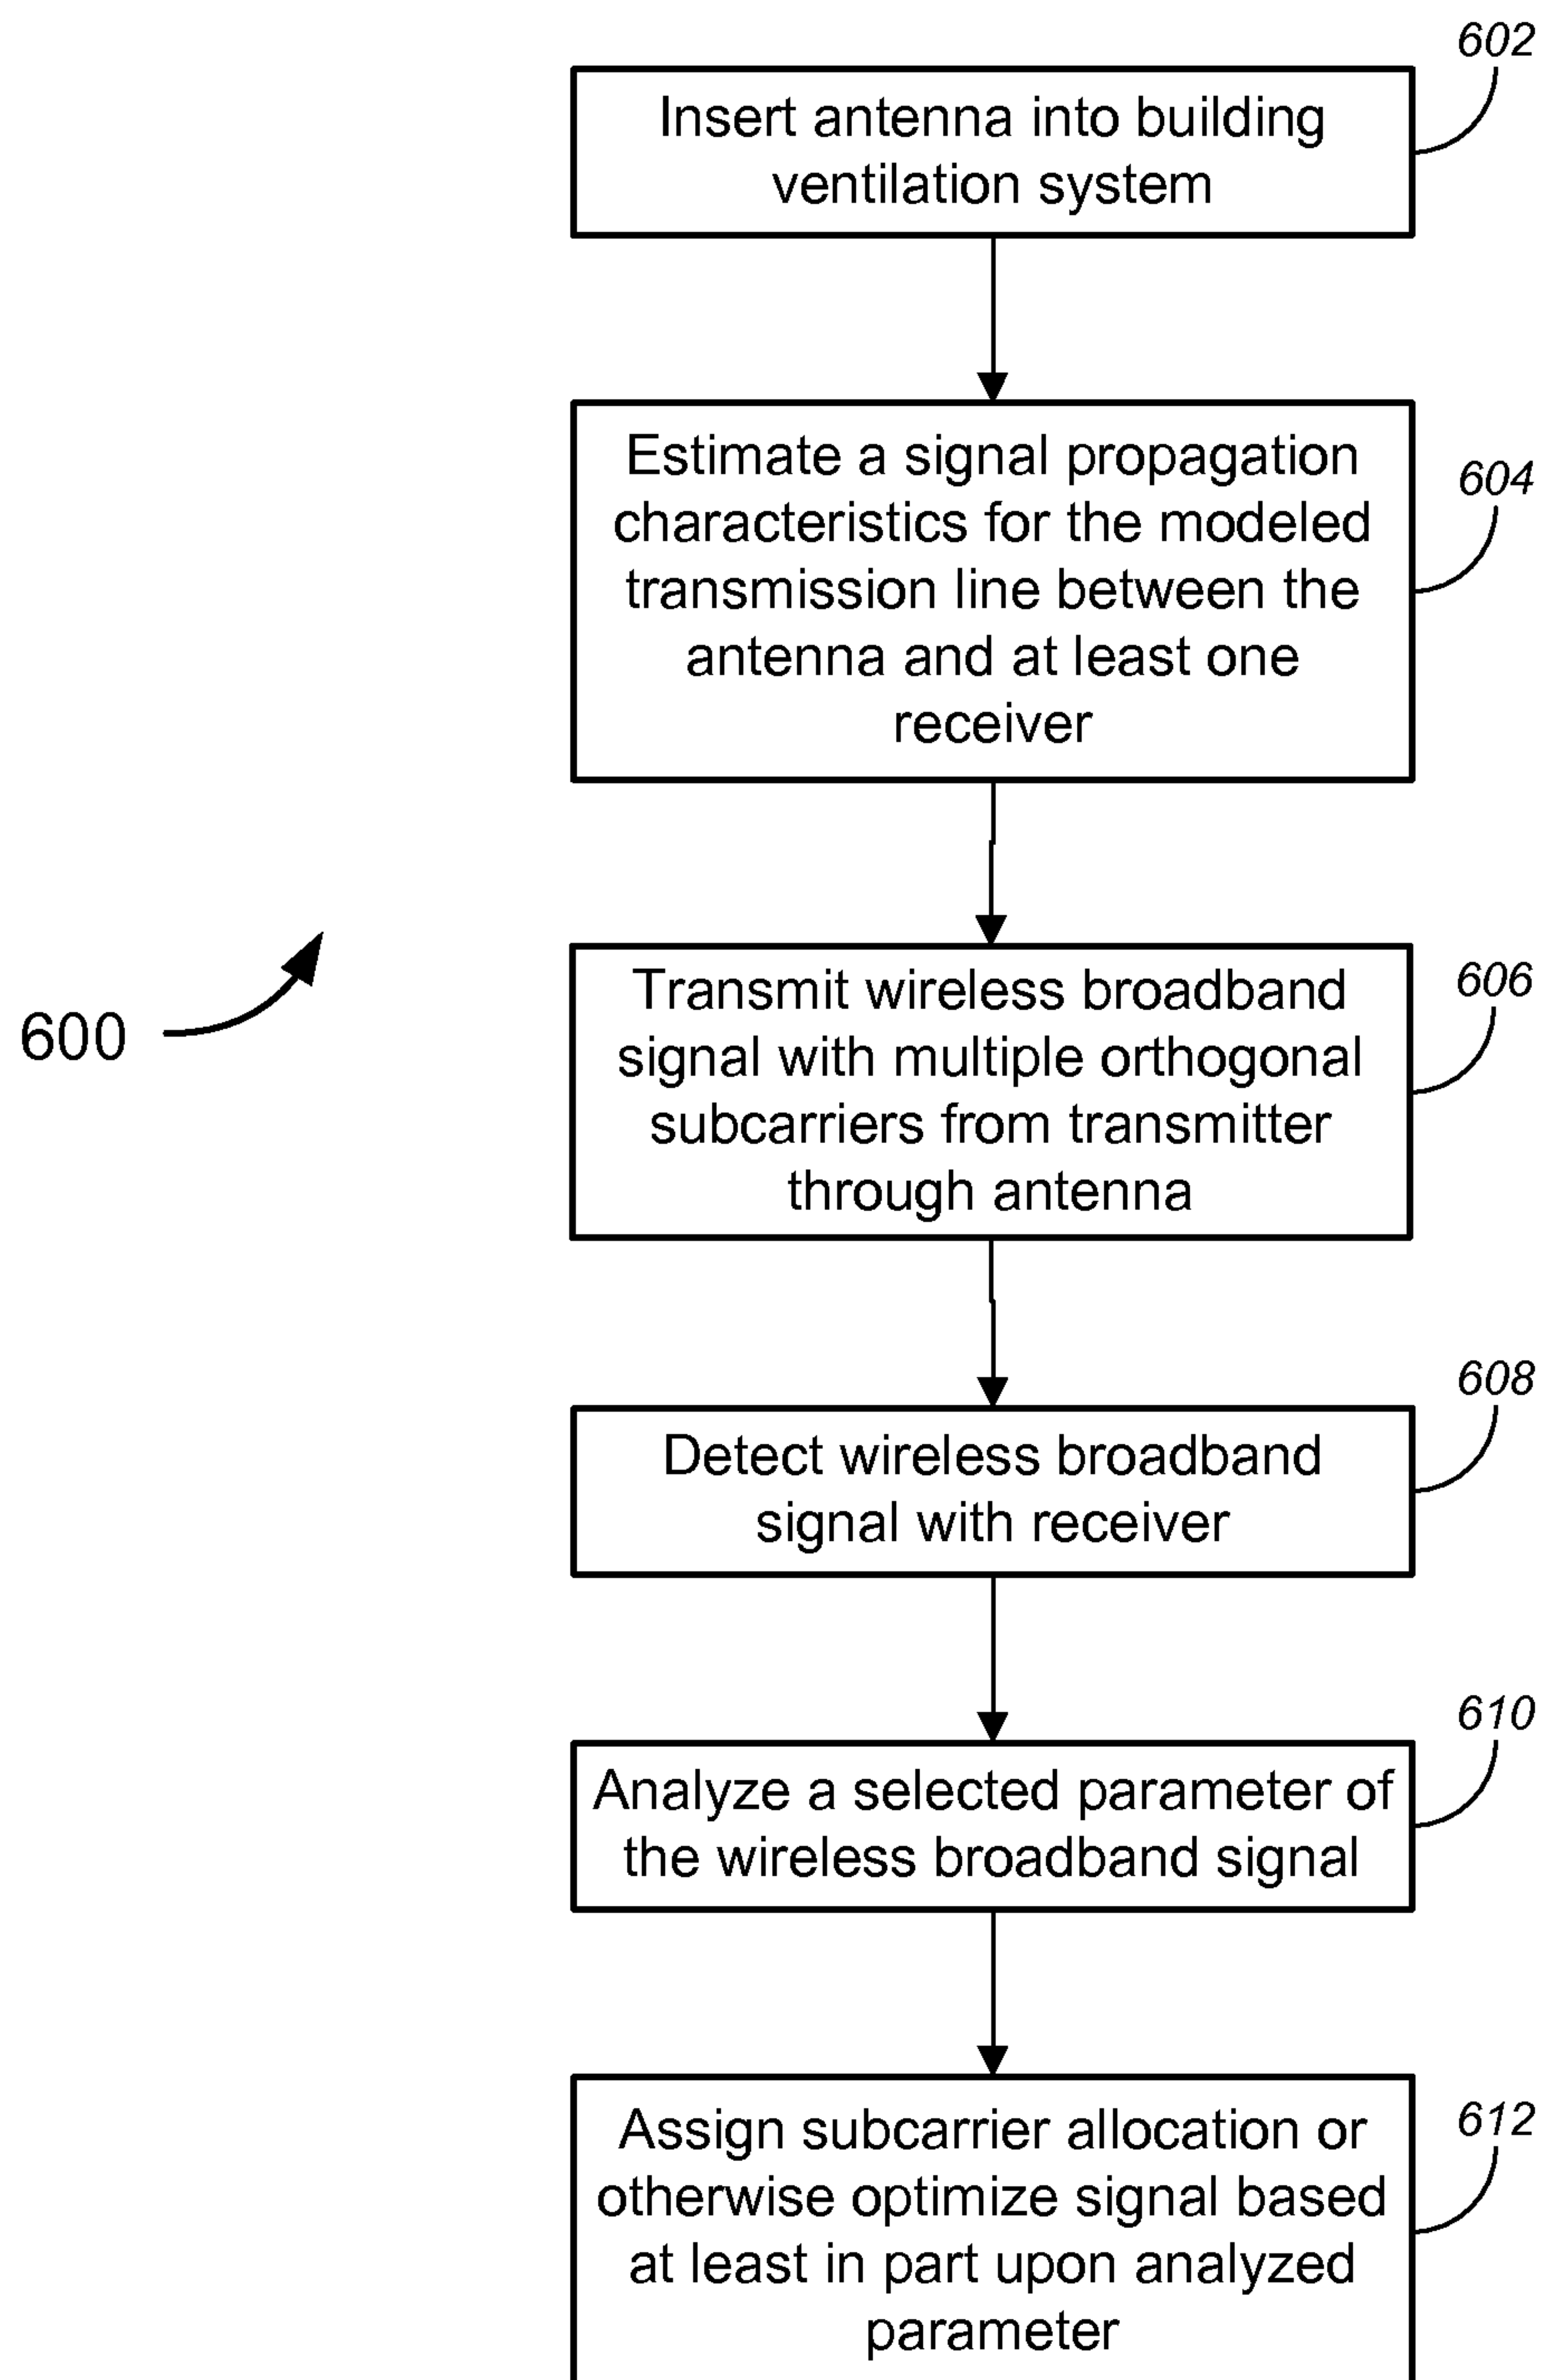 602
Insert antenna into building
ventilation system
604
Estimate a signal propagation
characteristics for the modeled
transmission line between the
antenna and at least one
receiver
600
606
Transmit wireless broadband
signal with multiple orthogonal
subcarriers from transmitter
through antenna
608
Detect wireless broadband
signal with receiver
610
Analyze a selected parameter of
the wireless broadband signal
612
Assign subcarrier allocation or
otherwise optimize signal based
at least in part upon analyzed
parameter